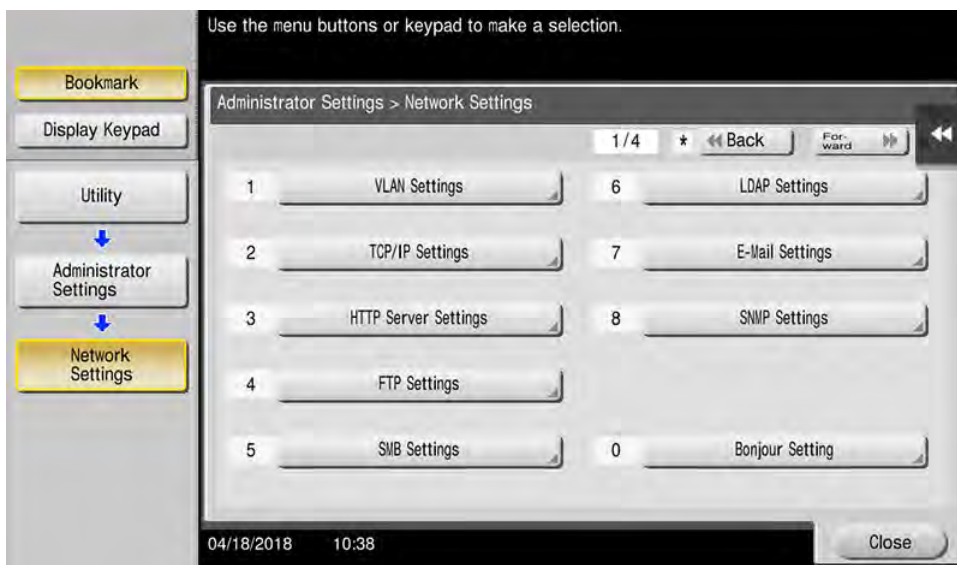 Use the menu buttons or keypad to make a selection.
Bookmark
Display Keypad
Utility
Administrator
Settings
Network
Settings
Administrator Settings > Network Settings
1/4 * Back
For-
ward
1 VLAN Settings
6 LDAP Settings
2 TCP/IP Settings
7 E-Mail Settings
3 HTTP Server Settings
8 SNMP Settings
4 FTP Settings
5 SMB Settings
0 Bonjour Setting
04/18/2018 10:38
Close